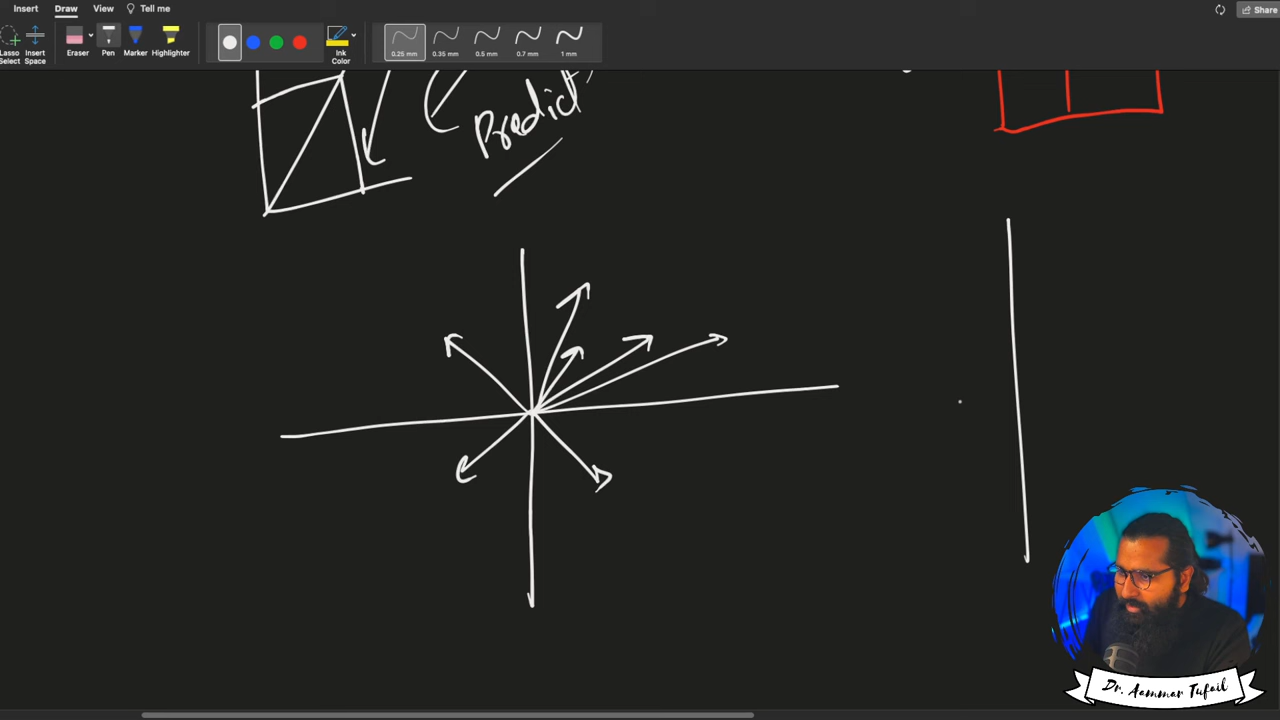 Insert Draw View Tell me
Share
Lasso Select
Insert Space
Eraser
Pen
Marker
Highlighter
Ink Color
0.25 mm
0.35 mm
0.5 mm
0.7 mm
1 mm
Predict
Dr. Aammar Tufail